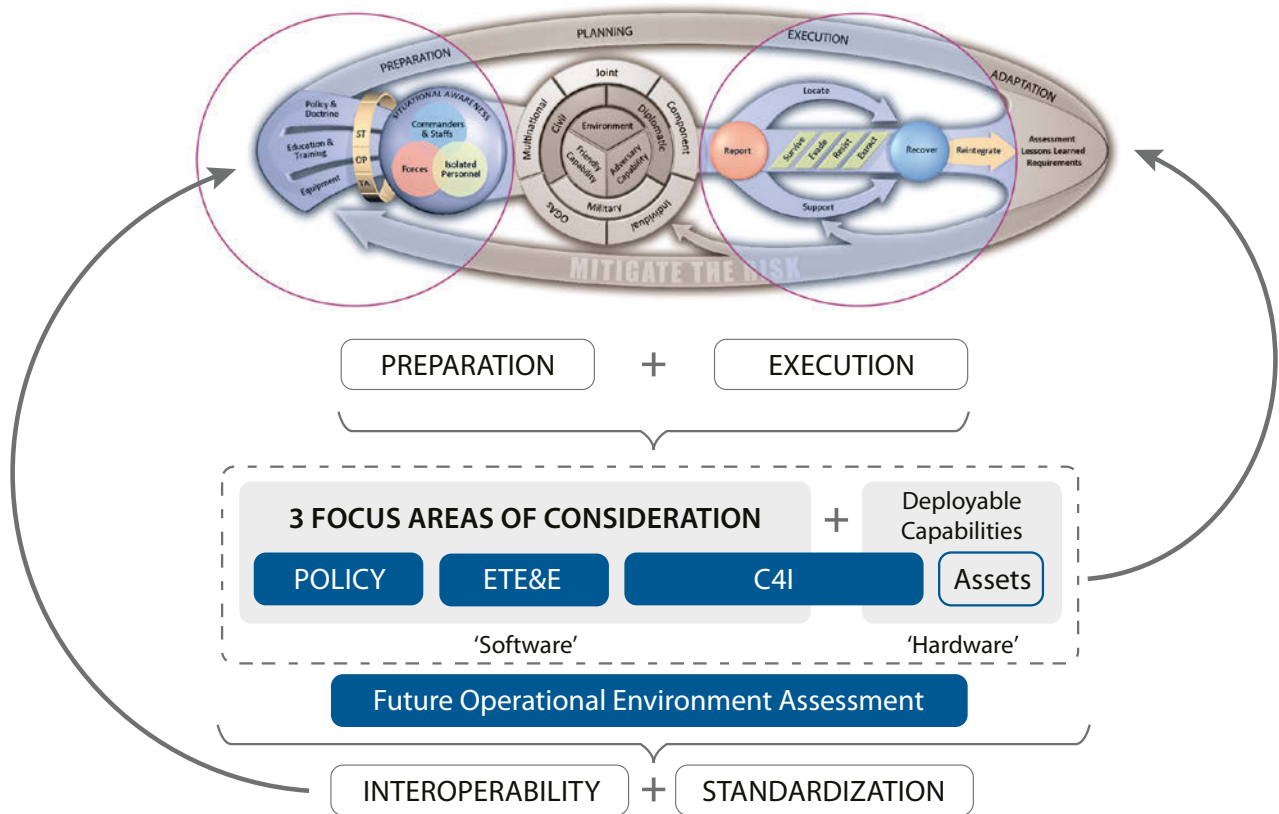 PREPARATION
PLANNING
EXECUTION
ADAPTATION
Policy &
Doctrine
Education &
Training
Equipment
ST
OP
TA
SITUATIONAL AWARENESS
Commanders
& Staffs
Forces
Isolated
Personnel
Joint
Multinational
Civil
Diplomatic
Component
Environment
Friendly
Capability
Adversary
Capability
Military
OGAS
Individual
Report
Locate
Survive
Evade
Resist
Extract
Support
Recover
Reintegrate
Assessment
Lessons Learned
Requirements
MITIGATE THE RISK
PREPARATION + EXECUTION
3 FOCUS AREAS OF CONSIDERATION + Deployable
Capabilities
POLICY ETE&E C4I Assets
‘Software’ ‘Hardware’
Future Operational Environment Assessment
INTEROPERABILITY + STANDARDIZATION